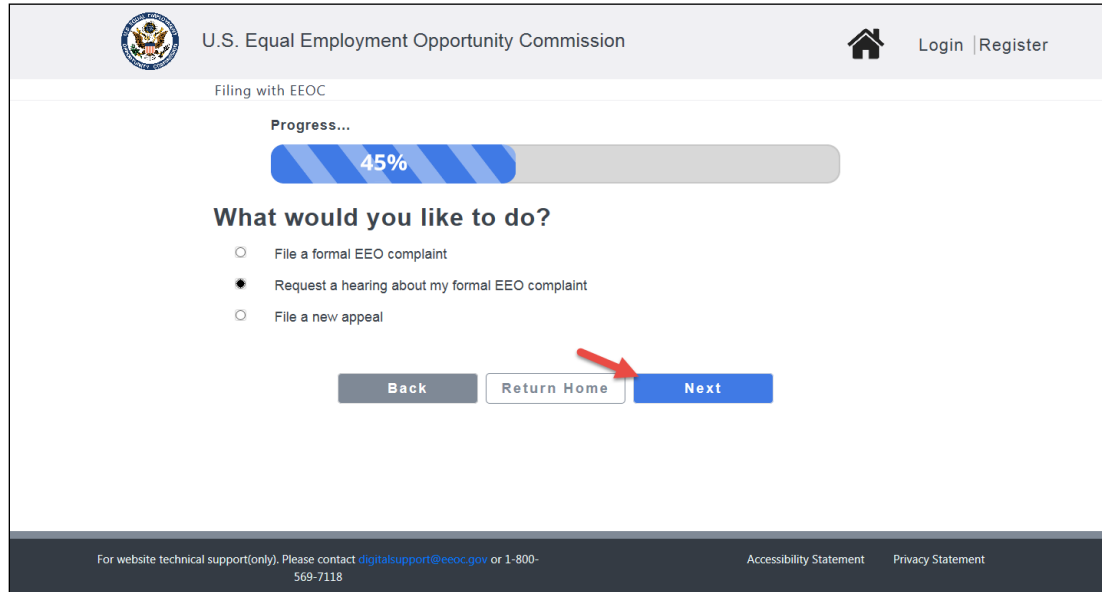 U.S. Equal Employment Opportunity Commission
Login |Register
Filing with EEOC
Progress...
45%
What would you like to do?
File a formal EEO complaint
Request a hearing about my formal EEO complaint
File a new appeal
Back
Return Home
Next
For website technical support(only). Please contact digitalsupport@eeoc.gov or 1-800-
569-7118
Accessibility Statement
Privacy Statement